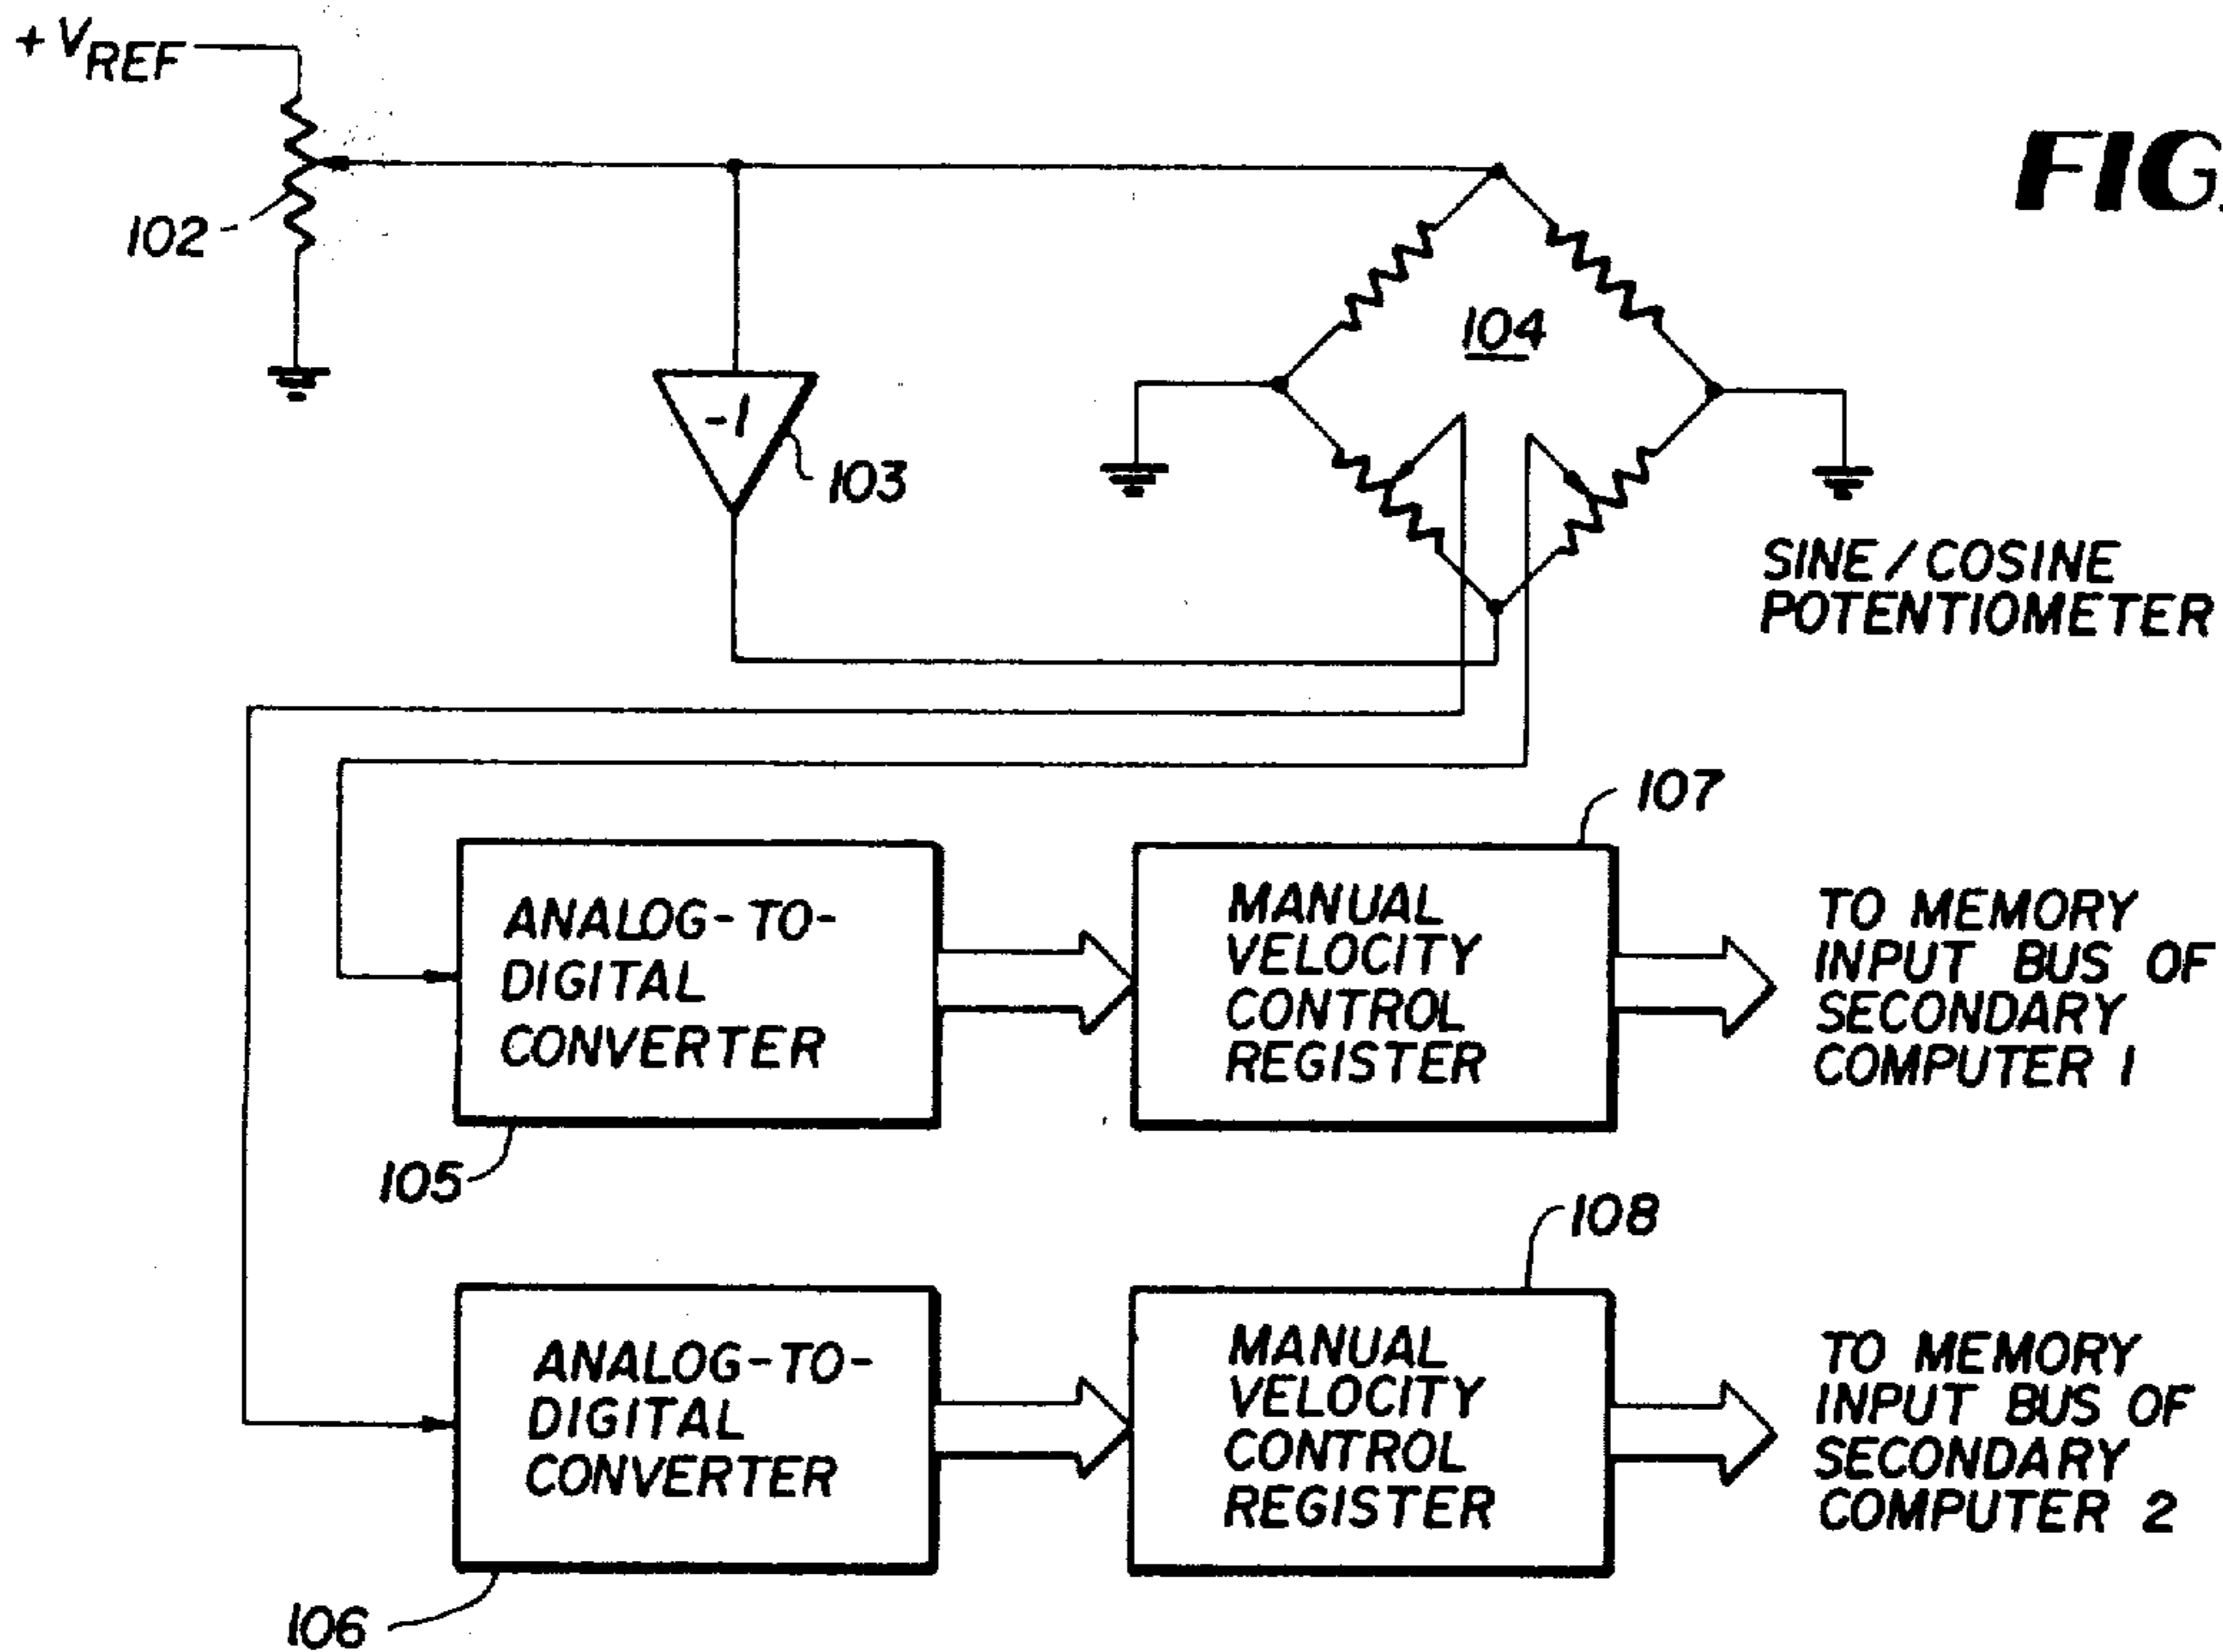 +VREF
FIG.
102
-1
103
104
SINE/COSINE
POTENTIOMETER
107
ANALOG-TO-
DIGITAL
CONVERTER
MANUAL
VELOCITY
CONTROL
REGISTER
TO MEMORY
INPUT BUS OF
SECONDARY
COMPUTER 1
105
108
ANALOG-TO-
DIGITAL
CONVERTER
MANUAL
VELOCITY
CONTROL
REGISTER
TO MEMORY
INPUT BUS OF
SECONDARY
COMPUTER 2
106